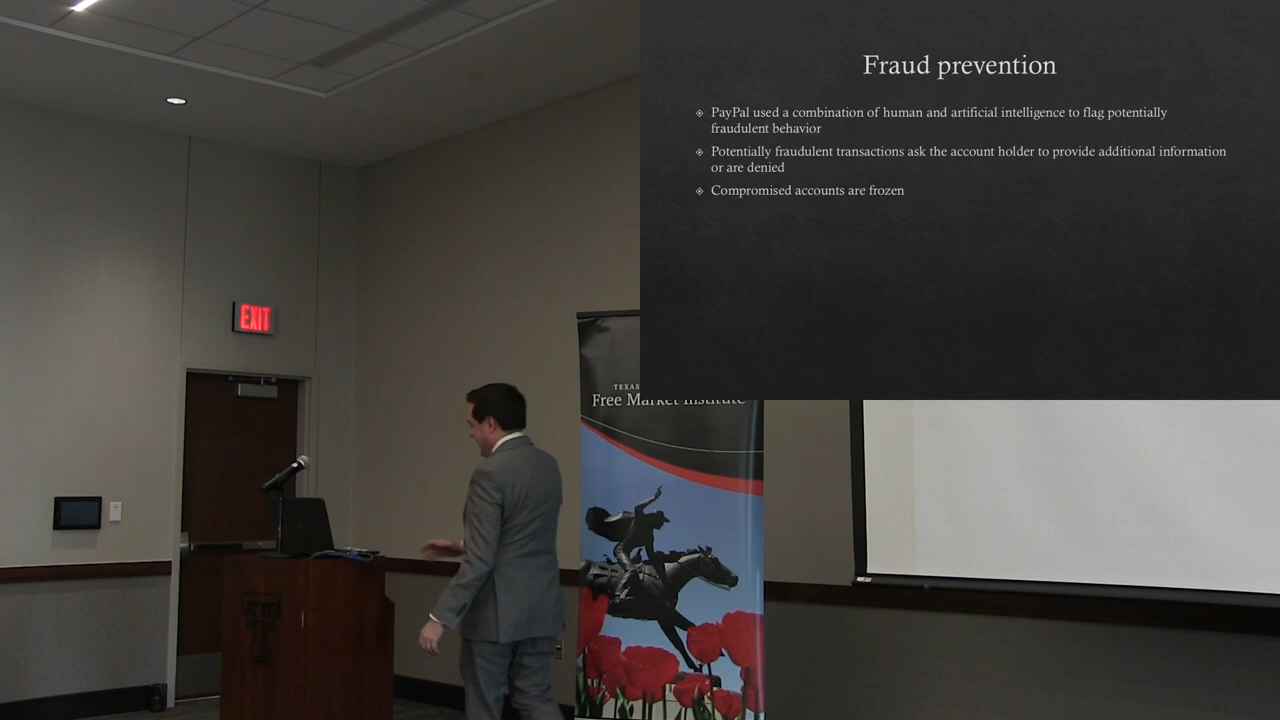 Fraud prevention
PayPal used a combination of human and artificial intelligence to flag potentially
fraudulent behavior
Potentially fraudulent transactions ask the account holder to provide additional information
or are denied
Compromised accounts are frozen
EXIT
TEXAS
Free Market Institute
T